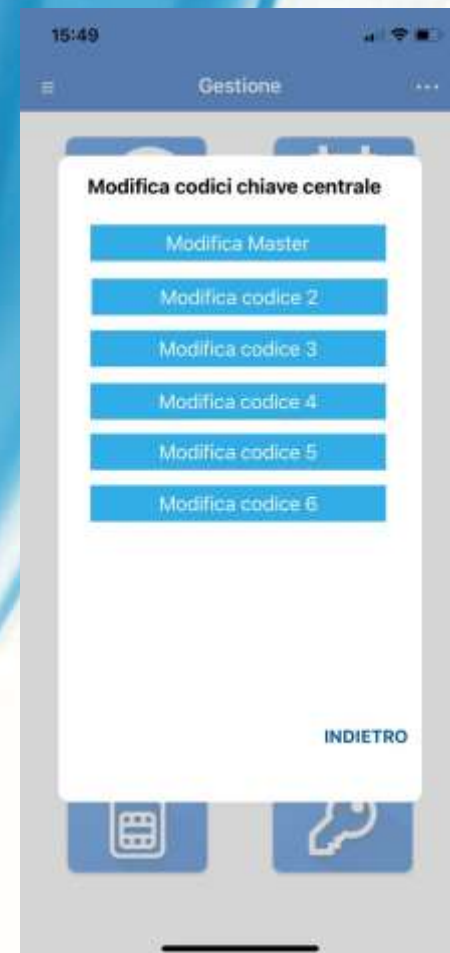 15:49
Gestione
Modifica codici chiave centrale
Modifica Master
Modifica codice 2
Modifica codice 3
Modifica codice 4
Modifica codice 5
Modifica codice 6
INDIETRO